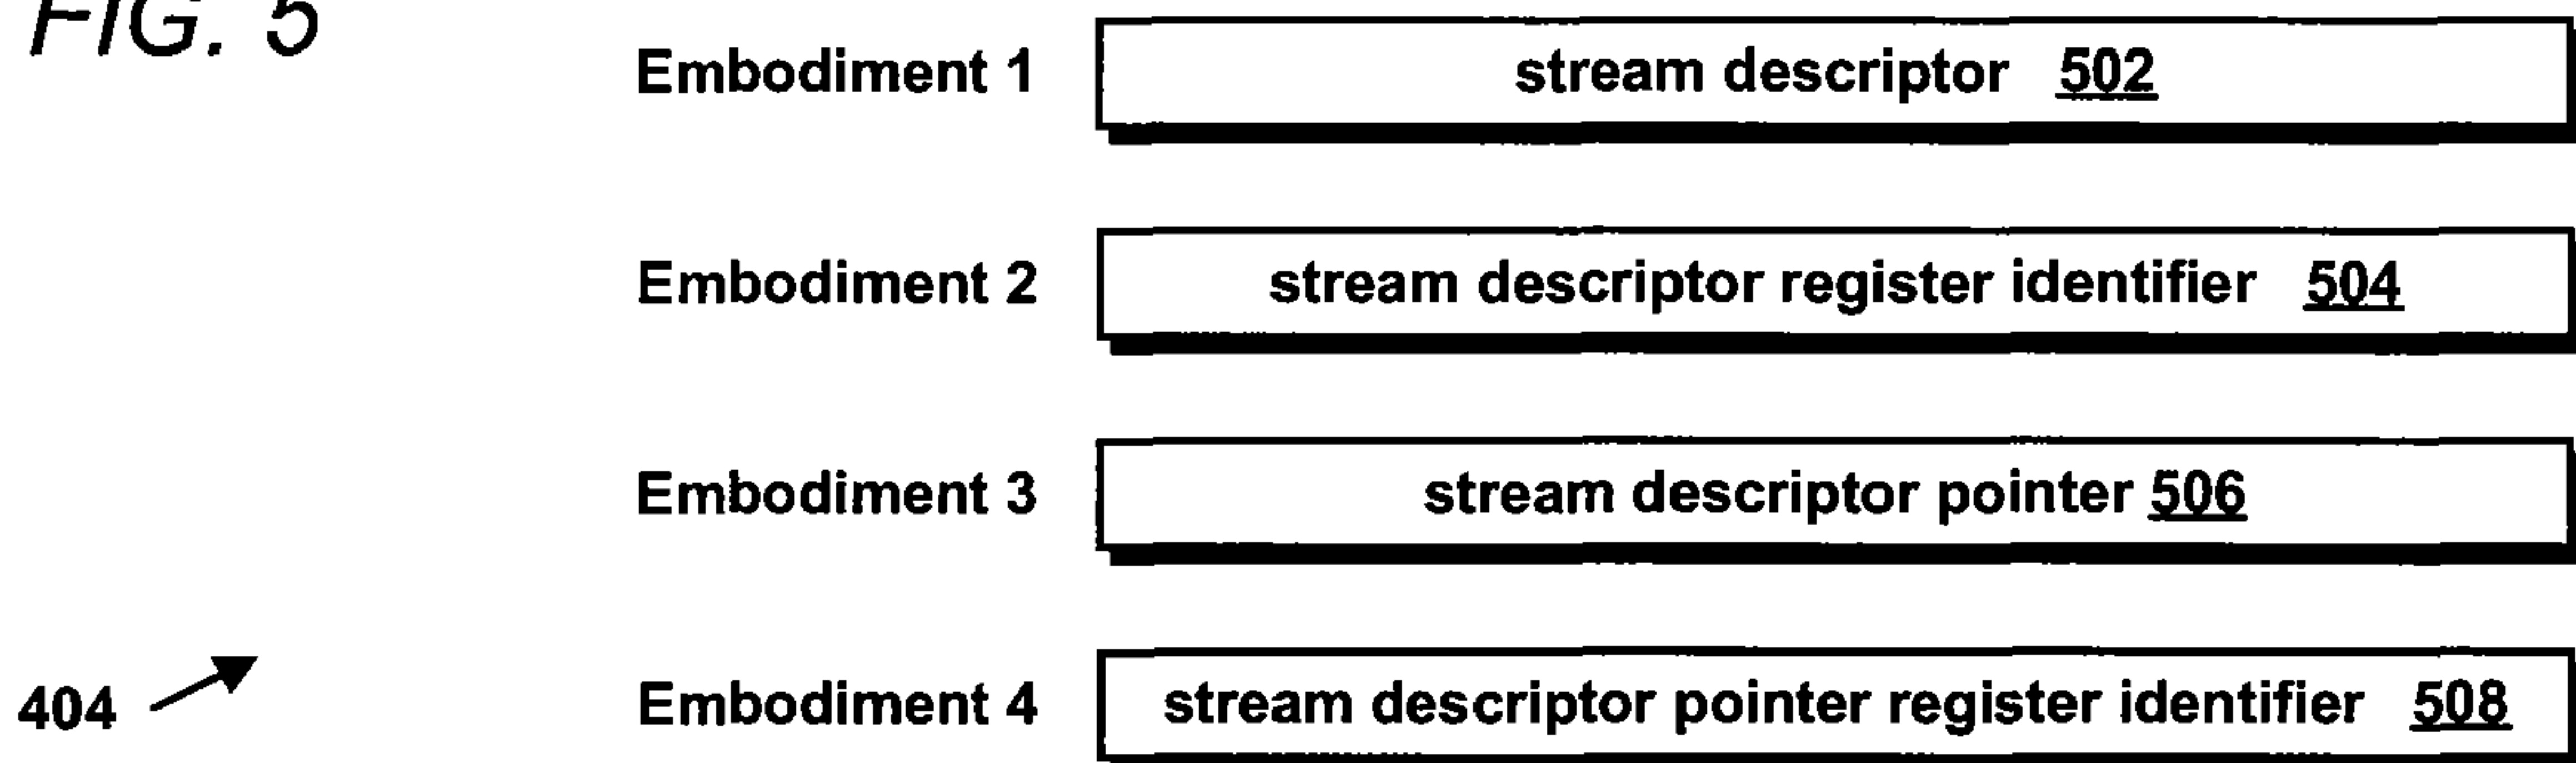 FIG. 5
Embodiment 1 stream descriptor 502
Embodiment 2 stream descriptor register identifier 504
Embodiment 3 stream descriptor pointer 506
404 Embodiment 4 stream descriptor pointer register identifier 508